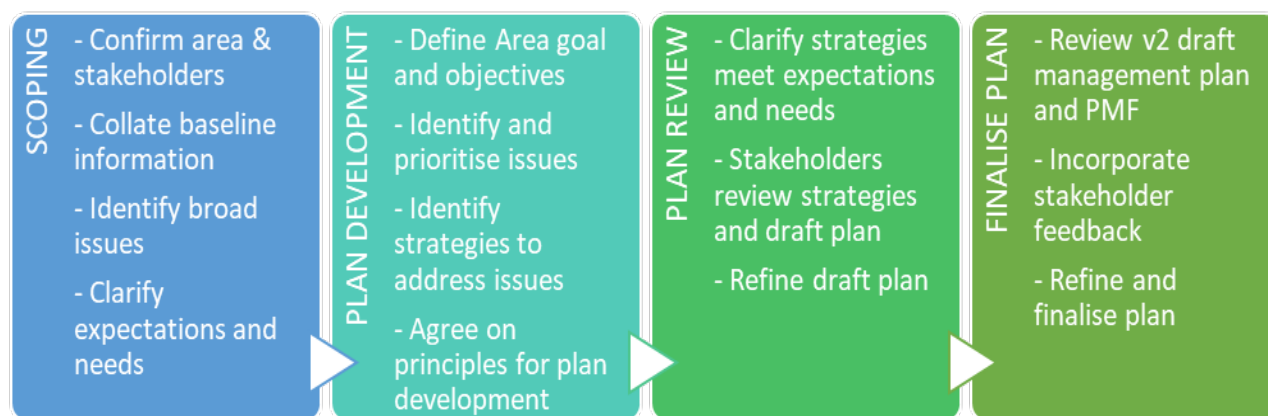 SCOPING
- Confirm area &
stakeholders
- Collate baseline
information
- Identify broad
issues
- Clarify
expectations and
needs
PLAN DEVELOPMENT
- Define Area goal
and objectives
- Identify and
prioritise issues
- Identify
strategies to
address issues
- Agree on
principles for plan
development
PLAN REVIEW
- Clarify strategies
meet expectations
and needs
- Stakeholders
review strategies
and draft plan
- Refine draft plan
FINALISE PLAN
- Review v2 draft
management plan
and PMF
- Incorporate
stakeholder
feedback
- Refine and
finalise plan